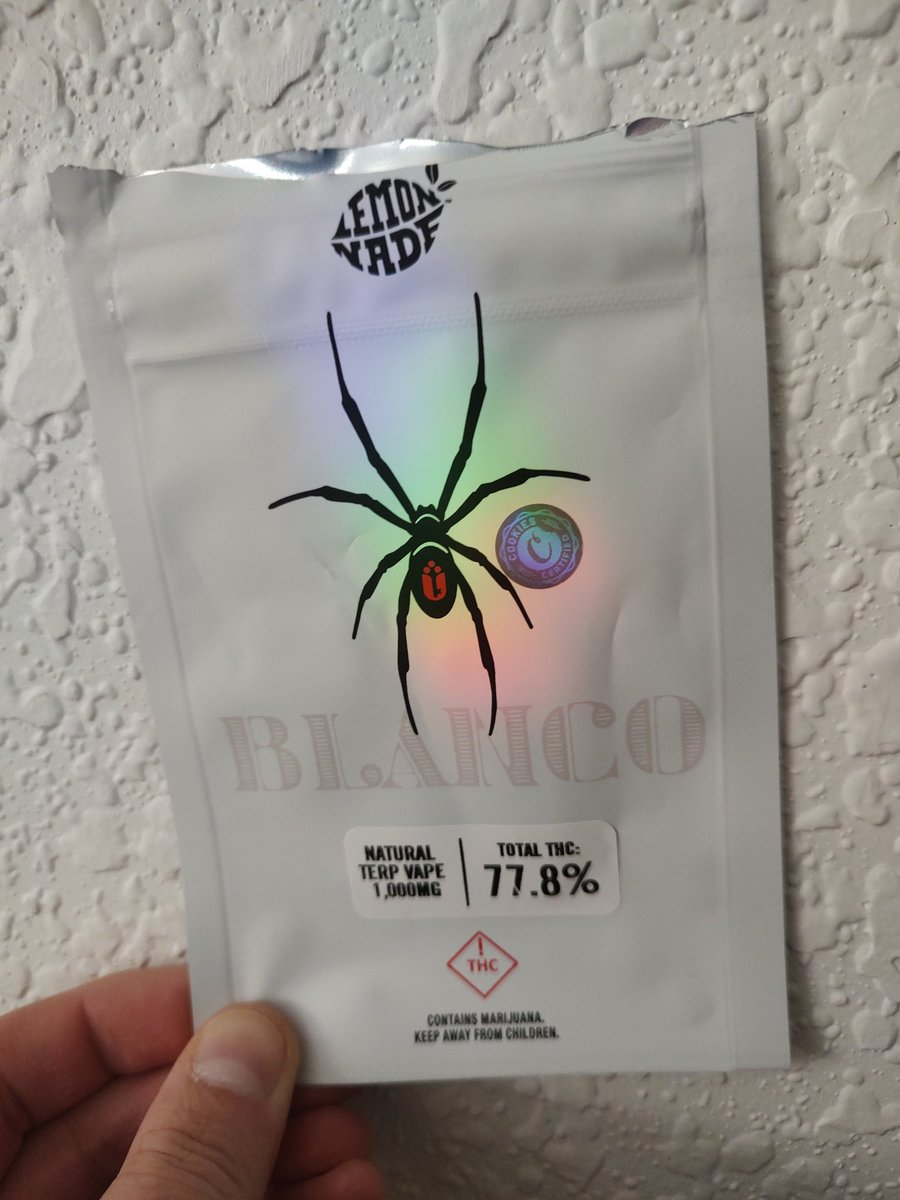 LEMON
NADE
COOKIES
C
CERTIFIED
BLANCO
NATURAL
TERP VAPE
1,000MG
TOTAL THC:
77.8%
!
THC
CONTAINS MARIJUANA.
KEEP AWAY FROM CHILDREN.